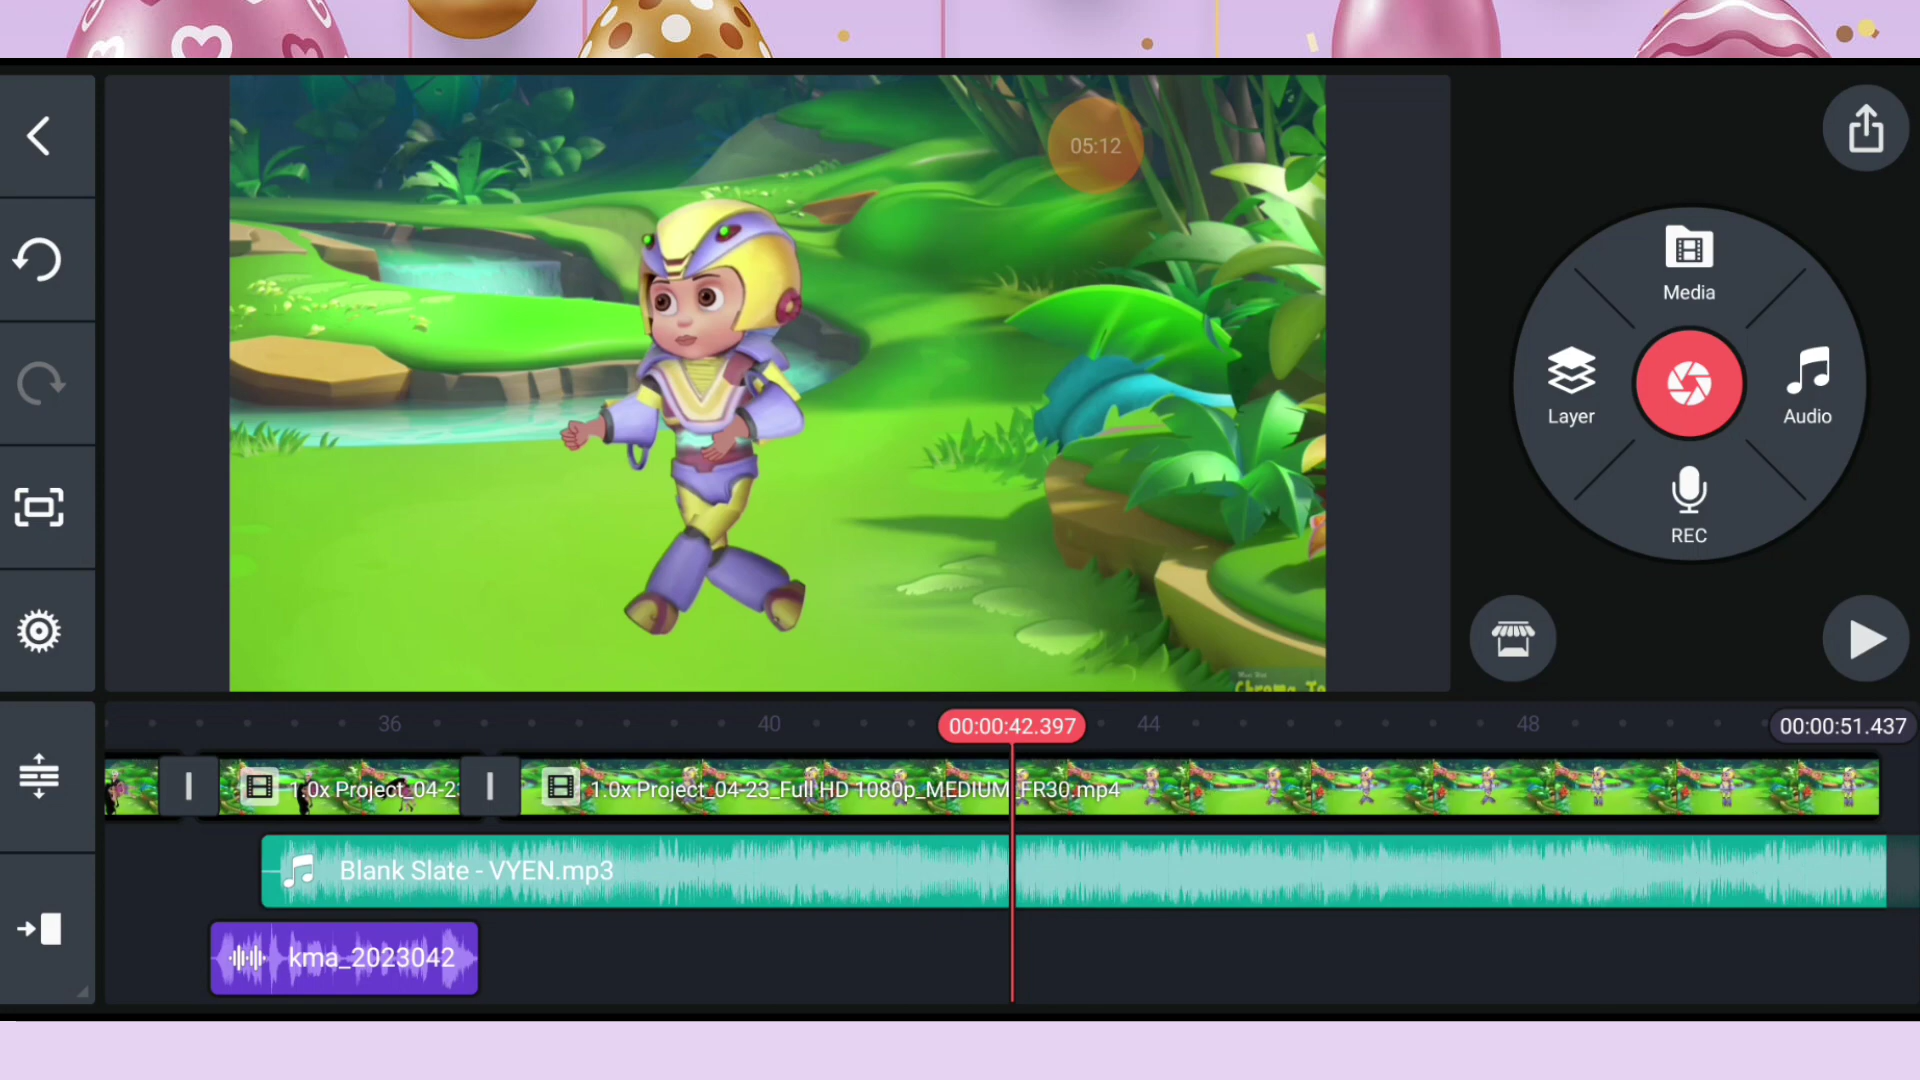 05:12
Media
Layer
Audio
REC
36
40
00:00:42.397
44
48
00:00:51.437
1.0x Project_04-2
1.0x Project_04-23_Full HD 1080p_MEDIUM_FR30.mp4
Blank Slate - VYEN.mp3
kma_2023042